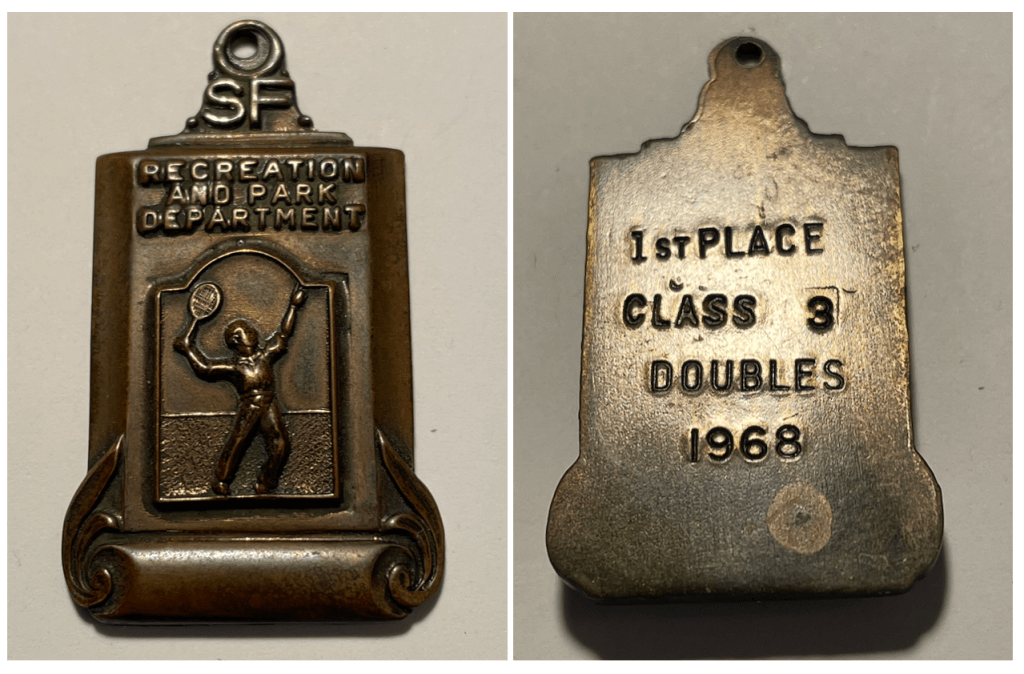 SF
RECREATION
AND PARK
DEPARTMENT
1ST PLACE
CLASS 3
DOUBLES
1968